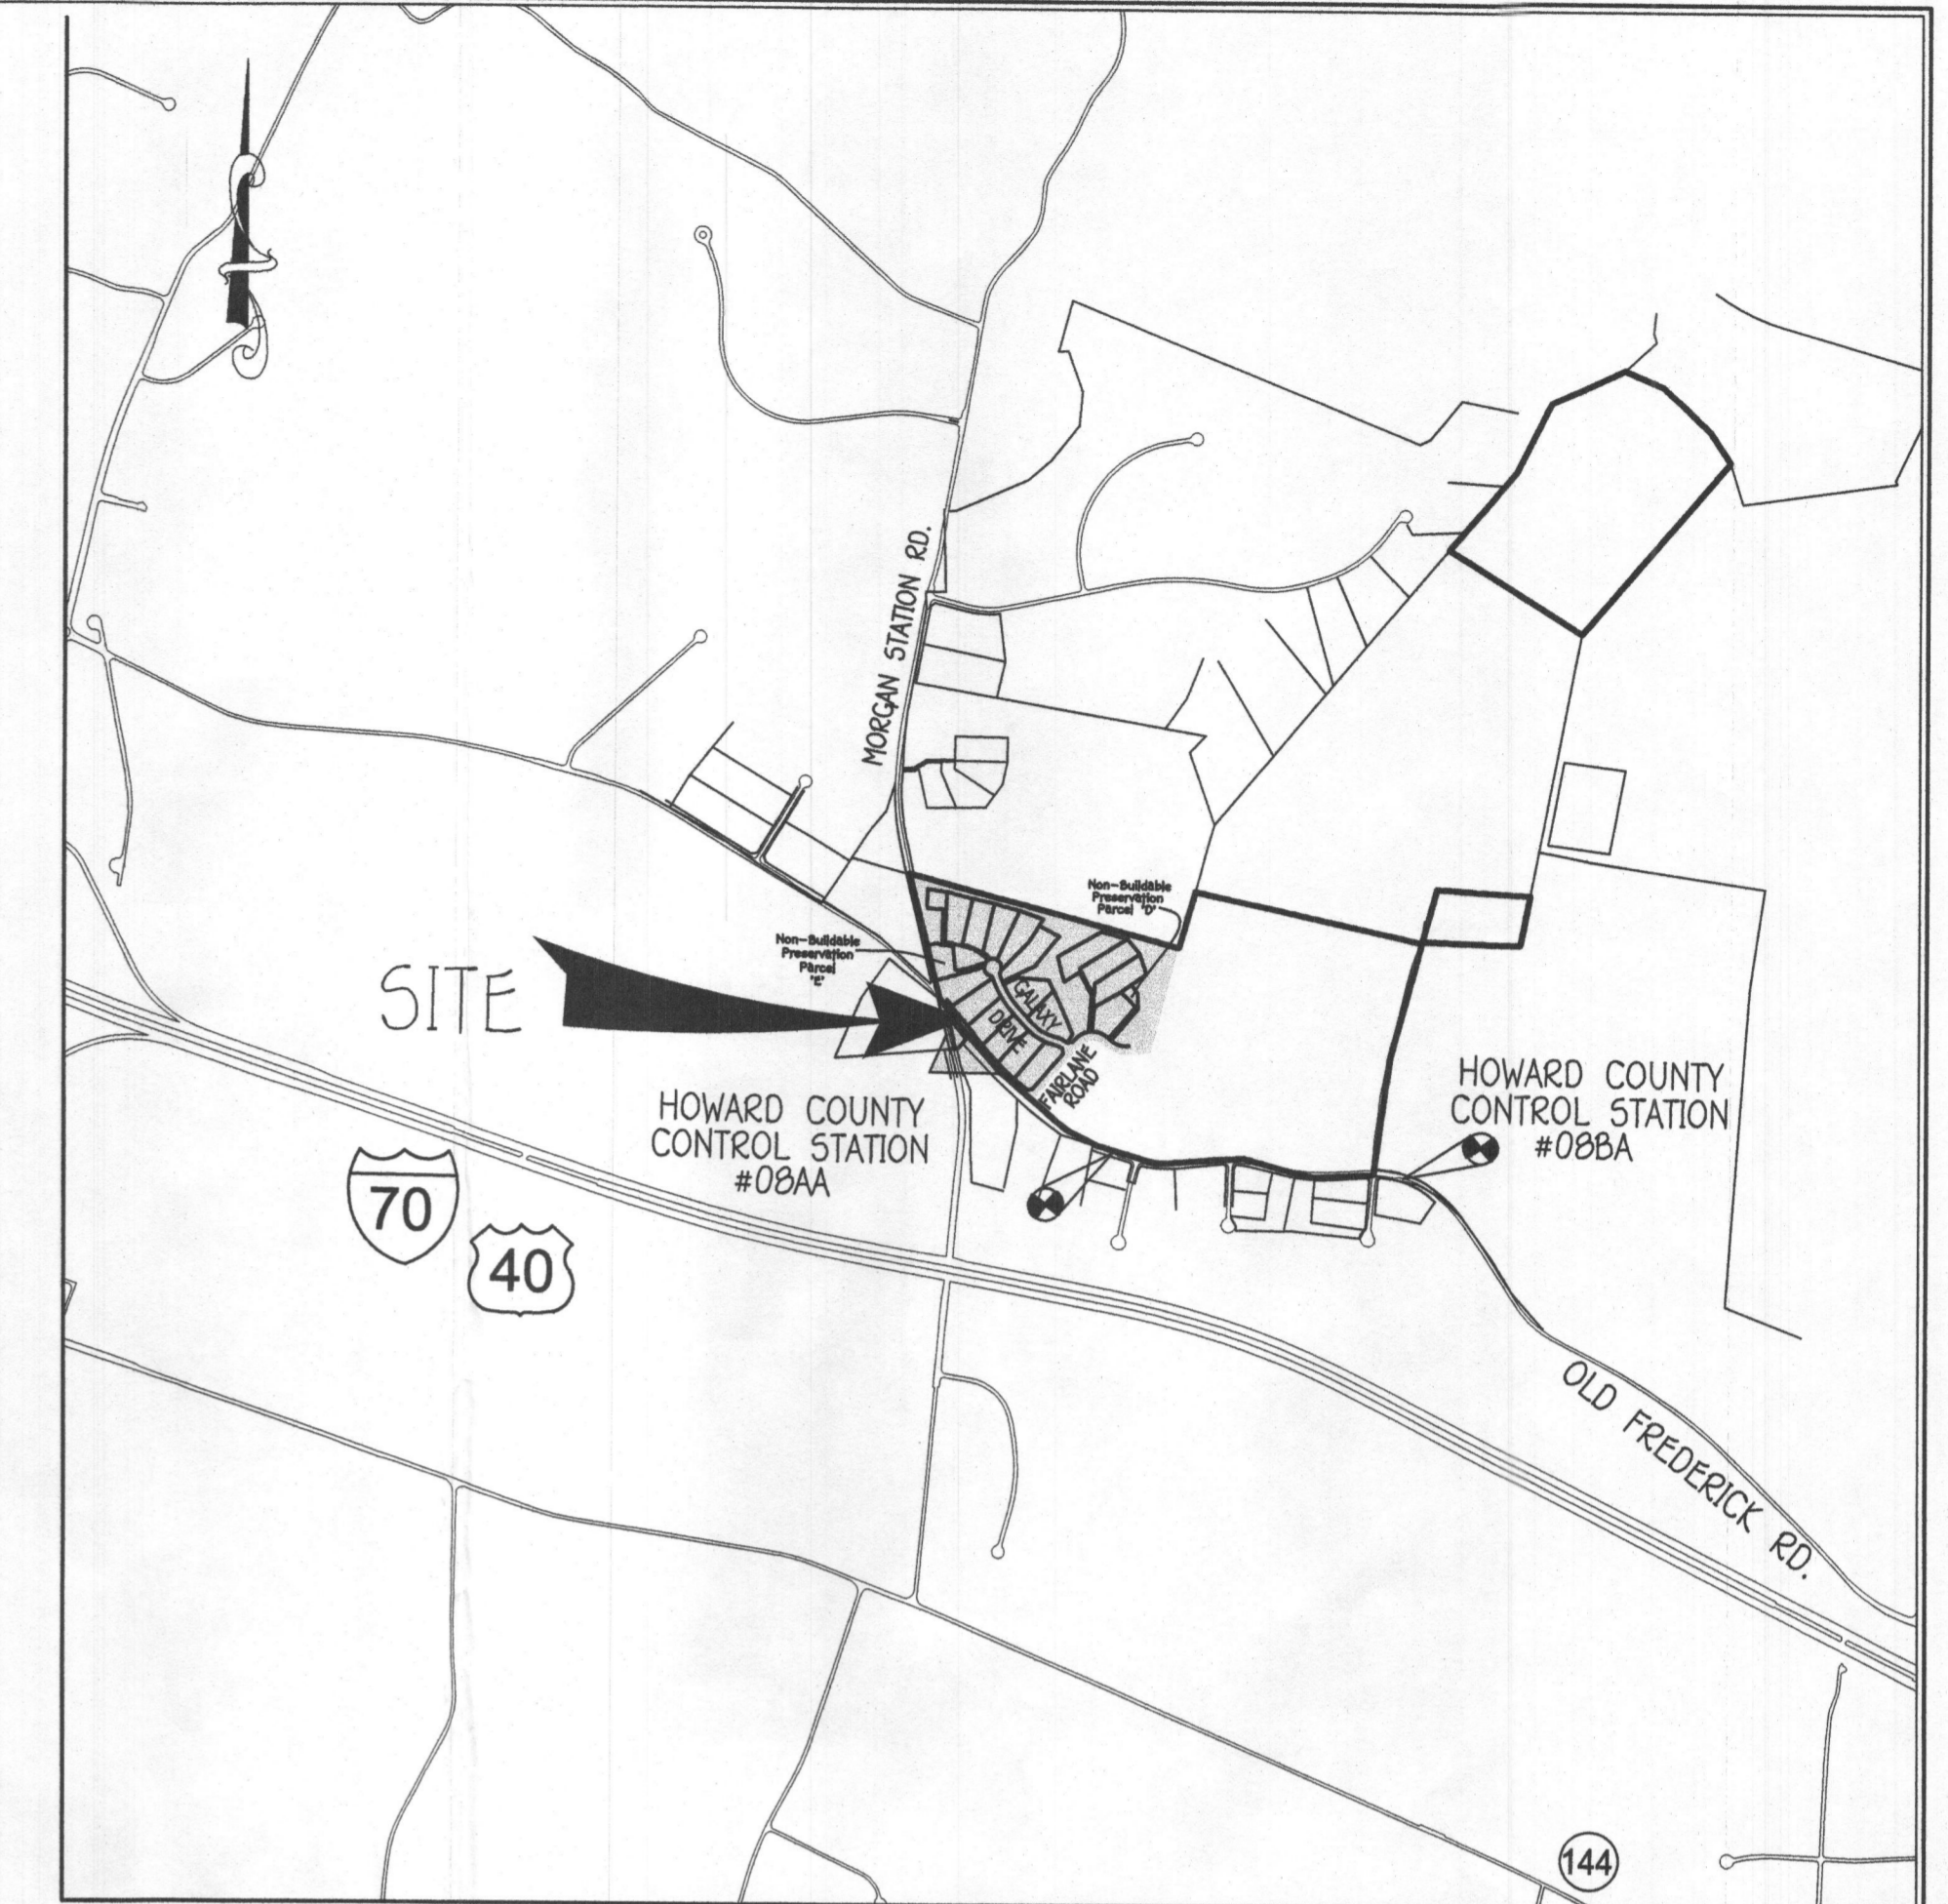 MORGAN STATION RD.
Non-Buildable
Preservation
Parcel 'D'
Non-Buildable
Preservation
Parcel
'E'
SITE
GALAXY
DRIVE
FAIRLANE
ROAD
HOWARD COUNTY
CONTROL STATION
#08AA
HOWARD COUNTY
CONTROL STATION
#08BA
70
40
OLD FREDERICK RD.
144